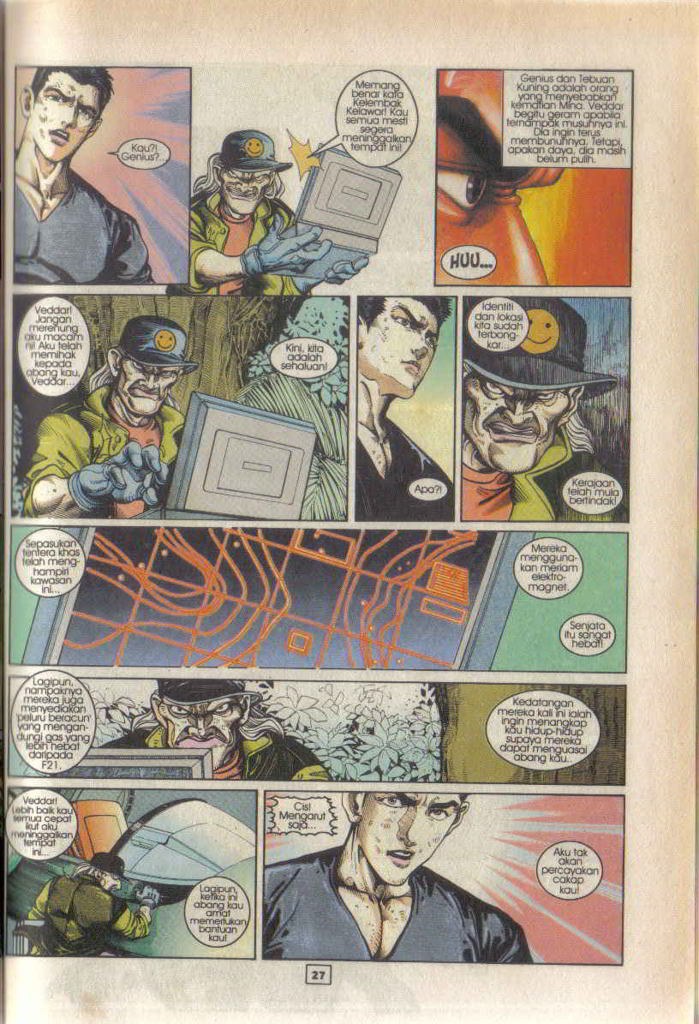 Kau?!
Genius?...
Memang
benar kata
Kelembak
Kelawar! Kau
semua mesti
segera
meninggalkan
tempat ini!
Genius dan Tebuan
Kuning adalah orang
yang menyebabkan
kematian Mina. Veddar
begitu geram apabila
ternampak musuhnya ini.
Dia ingin terus
membunuhnya. Tetapi,
apakan daya, dia masih
belum pulih.
HUU...
Veddar!
Jangan
merenung
aku macam
ni! Aku telah
memihak
kepada
abang kau,
Veddar...
Kini, kita
adalah
sehaluan!
Apa?!
Identiti
dan lokasi
kita sudah
terbong-
kar...
Kerajaan
telah mula
bertindak!
Sepasukan
tentera khas
telah meng-
hampiri
kawasan
ini...
Mereka
mengguna-
kan meriam
elektro-
magnet.
Senjata
itu sangat
hebat!
Lagipun,
nampaknya
mereka juga
menyediakan
'peluru beracun'
yang mengan-
dungi gas yang
lebih hebat
daripada
F21.
Kedatangan
mereka kali ini ialah
ingin menangkap
kau hidup-hidup
supaya mereka
dapat menguasai
abang kau..
Veddar!
Lebih baik kau
semua cepat
ikut aku
meninggalkan
tempat
ini...
Lagipun,
ketika ini
abang kau
amat
memerlukan
bantuan
kau!
Cis!
Mengarut
saja...
Aku tak
akan
percayakan
cakap
kau!
27